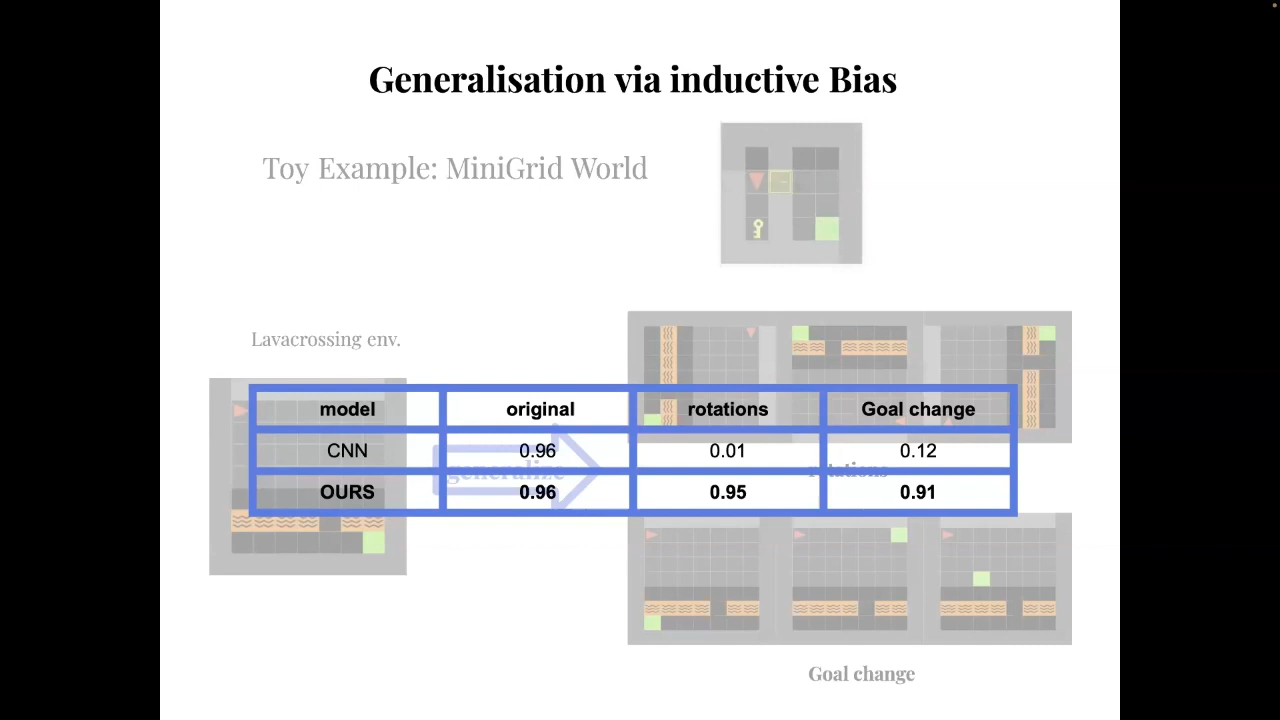 Generalisation via inductive Bias
Toy Example: MiniGrid World
Lavacrossing env.
model original rotations Goal change
CNN 0.96 0.01 0.12
generalize rotations
OURS 0.96 0.95 0.91
Goal change